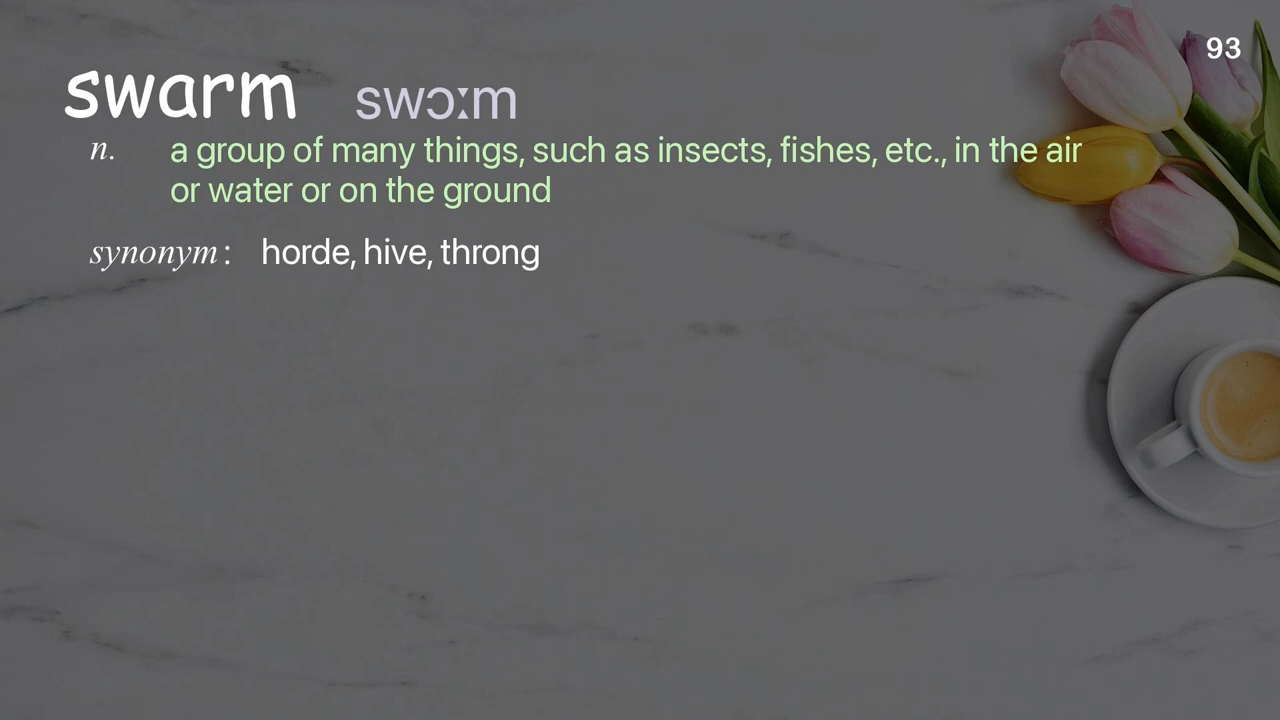 93
swarm swɔːm
n. a group of many things, such as insects, fishes, etc., in the air
or water or on the ground
synonym: horde, hive, throng